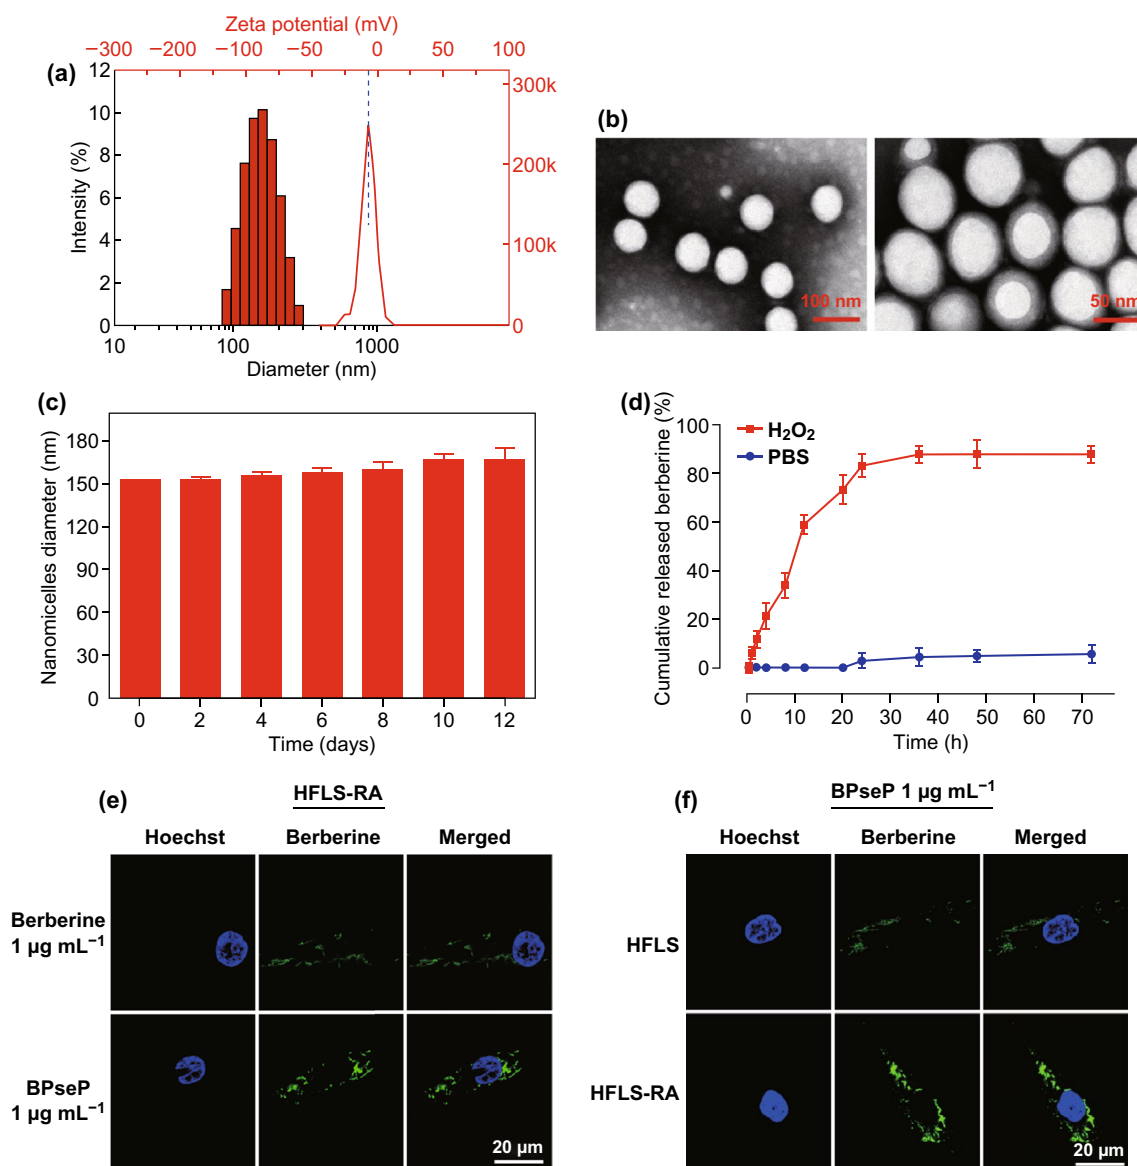 Zeta potential (mV)
−300 −200 −100 −50 0 50 100
(a)
12
10
8
6
4
2
0
Intensity (%)
300k
200k
100k
0
10 100 1000
Diameter (nm)
(b)
100 nm
50 nm
(c)
180
150
120
90
60
30
0
Nanomicelles diameter (nm)
0 2 4 6 8 10 12
Time (days)
(d)
100
80
60
40
20
0
Cumulative released berberine (%)
H₂O₂
PBS
0 10 20 30 40 50 60 70
Time (h)
(e)
HFLS-RA
Hoechst Berberine Merged
Berberine
1 µg mL⁻¹
BPseP
1 µg mL⁻¹
20 µm
(f)
BPseP 1 µg mL⁻¹
Hoechst Berberine Merged
HFLS
HFLS-RA
20 µm